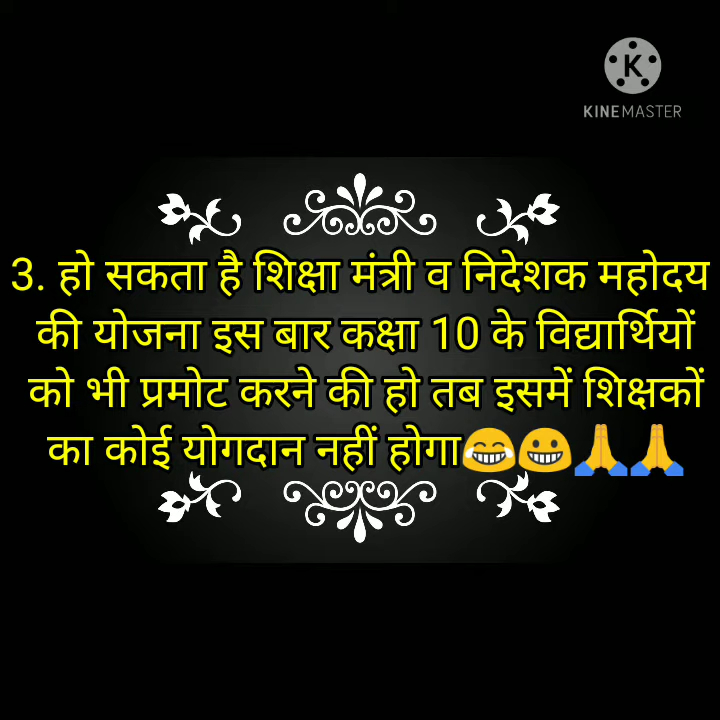 KINEMASTER
3. हो सकता है शिक्षा मंत्री व निदेशक महोदय
की योजना इस बार कक्षा 10 के विद्यार्थियों
को भी प्रमोट करने की हो तब इसमें शिक्षकों
का कोई योगदान नहीं होगा😂😀🙏🙏